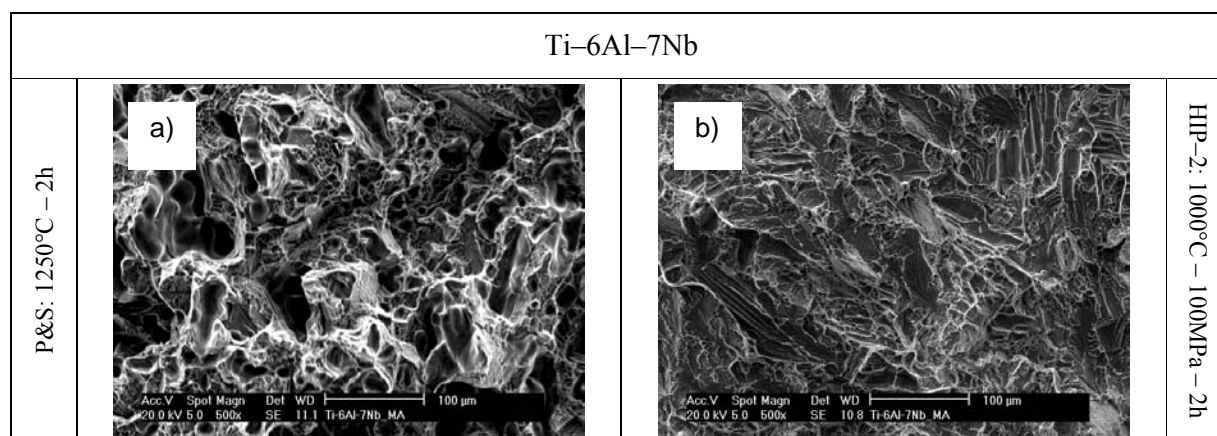 Ti–6Al–7Nb
P&S: 1250°C – 2h
a)
Acc.V Spot Magn Det WD 100 µm
20.0 kV 5.0 500x SE 11.1 Ti-6Al-7Nb_MA
b)
Acc.V Spot Magn Det WD 100 µm
20.0 kV 5.0 500x SE 10.8 Ti-6Al-7Nb_MA
HIP–2: 1000°C – 100MPa – 2h